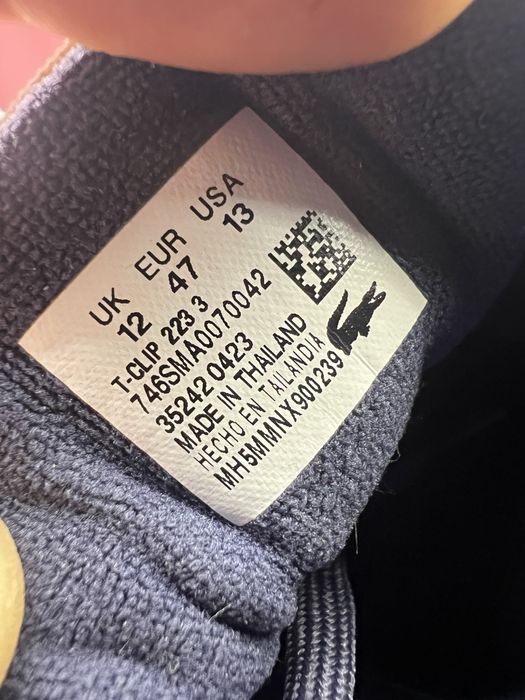 UK EUR USA
12 47 13
T-CLIP 223 3
746SMA0070042
35242 0423
MADE IN THAILAND
HECHO EN TAILANDIA
MH5MMNX900239